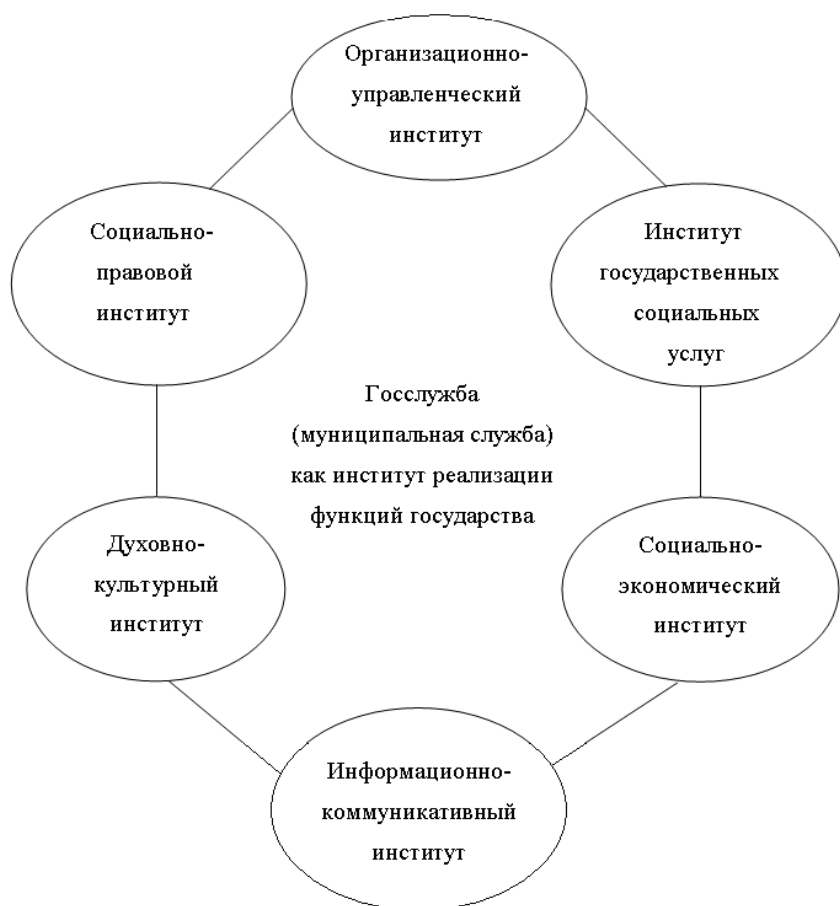 Организационно-
управленческий
институт
Социально-
правовой
институт
Институт
государственных
социальных
услуг
Госслужба
(муниципальная служба)
как институт реализации
функций государства
Духовно-
культурный
институт
Социально-
экономический
институт
Информационно-
коммуникативный
институт